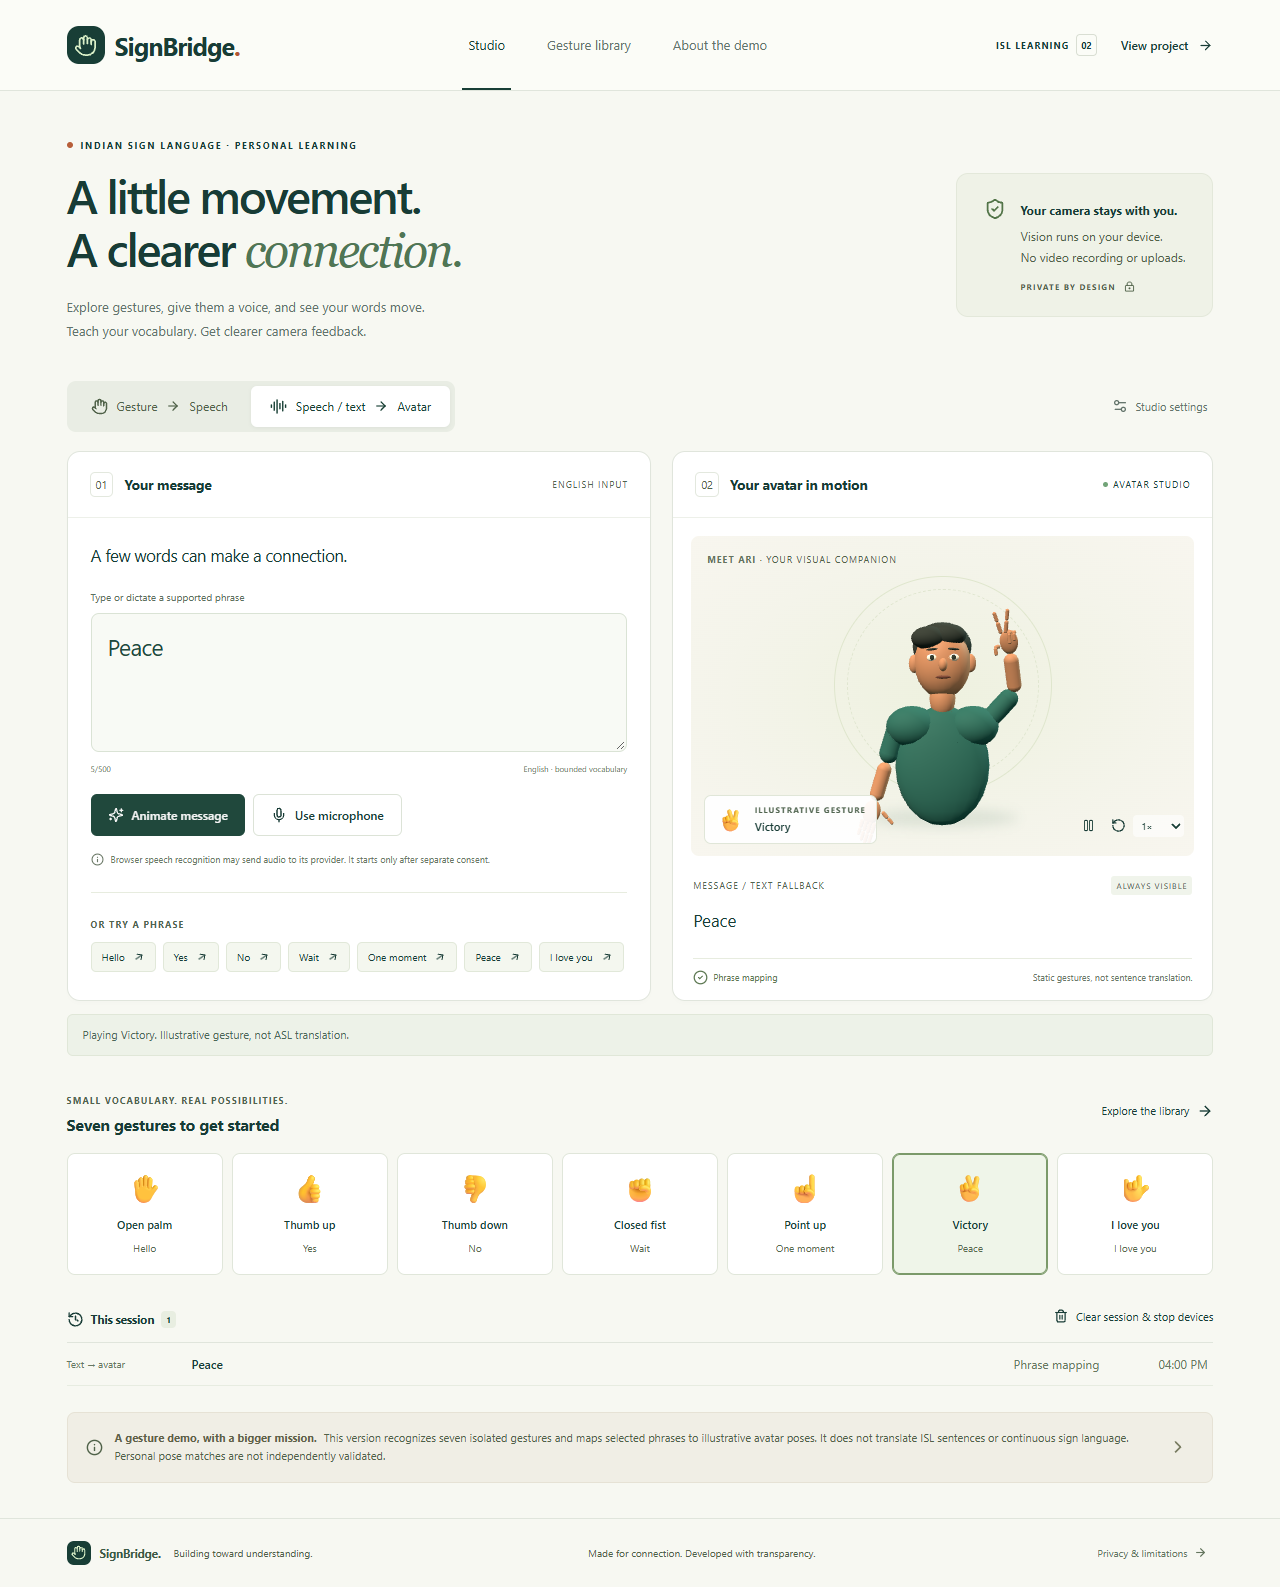 SignBridge.
Studio
Gesture library
About the demo
ISL LEARNING 02
View project →
INDIAN SIGN LANGUAGE · PERSONAL LEARNING
A little movement.
A clearer connection.
Explore gestures, give them a voice, and see your words move.
Teach your vocabulary. Get clearer camera feedback.
Your camera stays with you.
Vision runs on your device.
No video recording or uploads.
PRIVATE BY DESIGN
Gesture → Speech
Speech / text → Avatar
Studio settings
01 Your message
ENGLISH INPUT
A few words can make a connection.
Type or dictate a supported phrase
Peace
5/500
English · bounded vocabulary
Animate message
Use microphone
Browser speech recognition may send audio to its provider. It starts only after separate consent.
OR TRY A PHRASE
Hello ↗ Yes ↗ No ↗ Wait ↗ One moment ↗ Peace ↗ I love you ↗
02 Your avatar in motion
AVATAR STUDIO
MEET ARI · YOUR VISUAL COMPANION
ILLUSTRATIVE GESTURE
Victory
1×
MESSAGE / TEXT FALLBACK
ALWAYS VISIBLE
Peace
Phrase mapping
Static gestures, not sentence translation.
Playing Victory. Illustrative gesture, not ASL translation.
SMALL VOCABULARY. REAL POSSIBILITIES.
Seven gestures to get started
Explore the library →
Open palm
Hello
Thumb up
Yes
Thumb down
No
Closed fist
Wait
Point up
One moment
Victory
Peace
I love you
I love you
This session 1
Clear session & stop devices
Text → avatar
Peace
Phrase mapping
04:00 PM
A gesture demo, with a bigger mission. This version recognizes seven isolated gestures and maps selected phrases to illustrative avatar poses. It does not translate ISL sentences or continuous sign language.
Personal pose matches are not independently validated.
SignBridge.
Building toward understanding.
Made for connection. Developed with transparency.
Privacy & limitations →